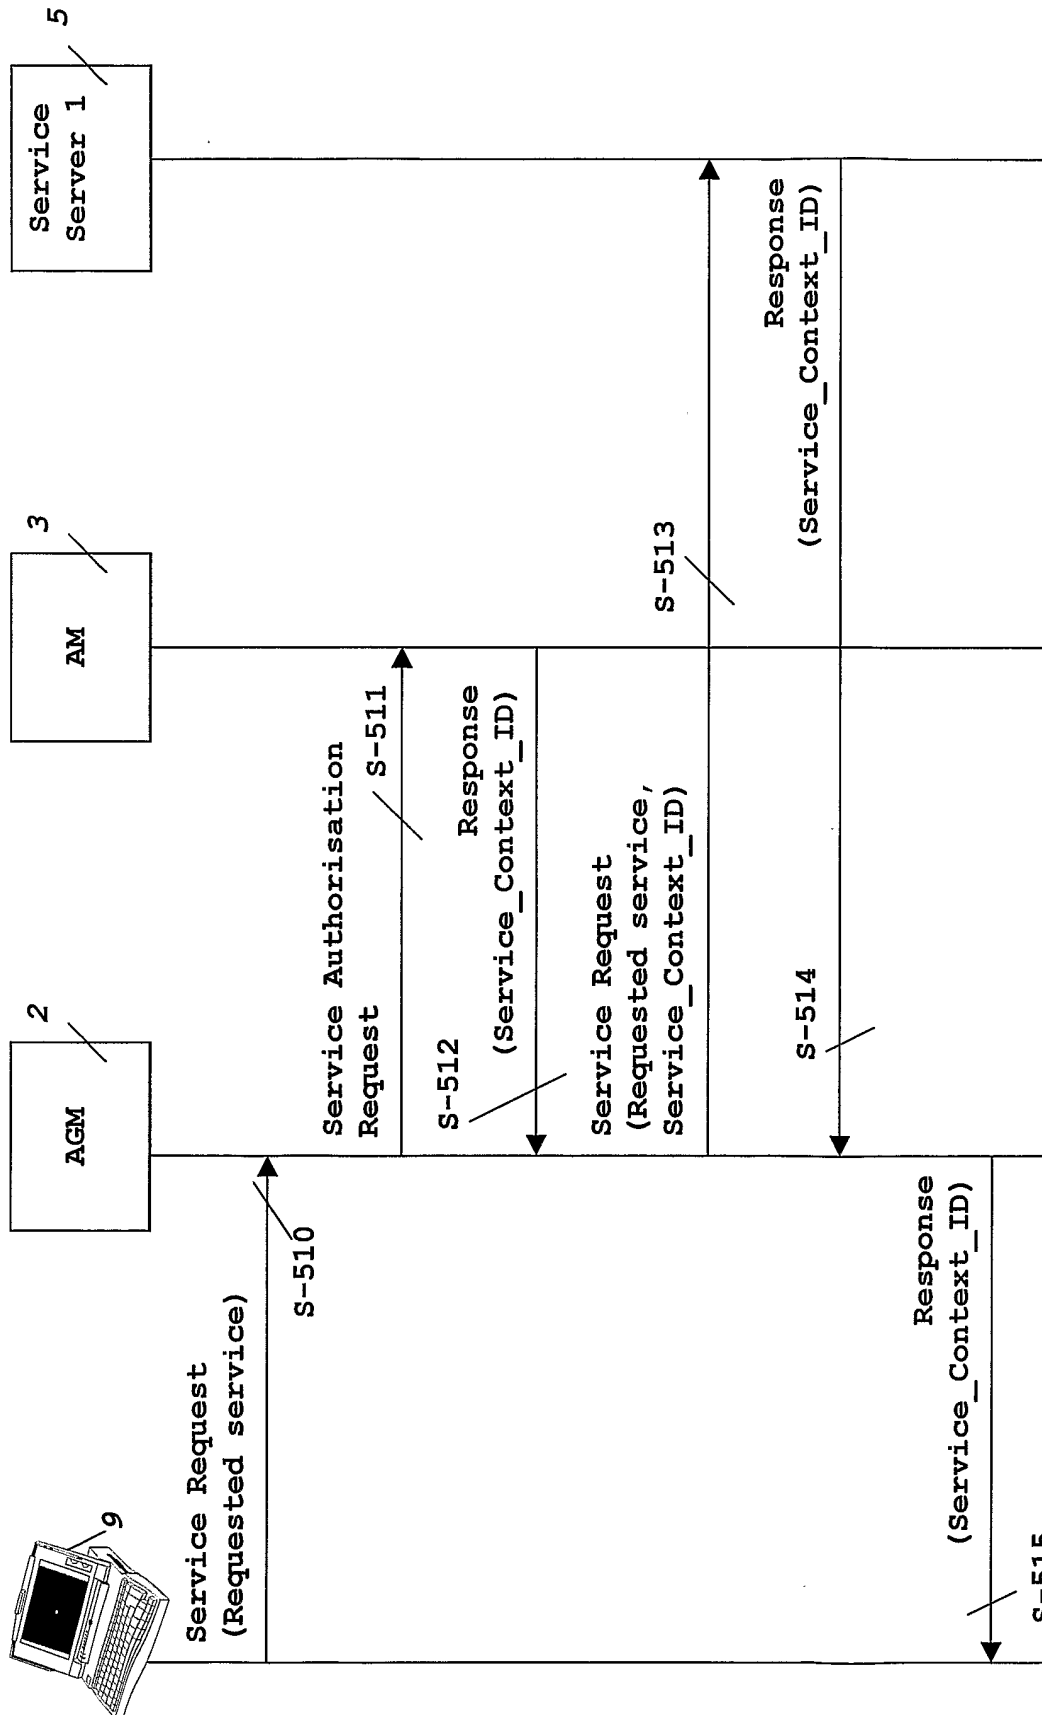 9
2
AGM
3
AM
5
Service
Server 1
Service Request
(Requested service)
S-510
Service Authorisation
Request
S-511
S-512
Response
(Service_Context_ID)
Service Request
(Requested service,
Service_Context_ID)
S-513
Response
(Service_Context_ID)
S-514
Response
(Service_Context_ID)
S-515